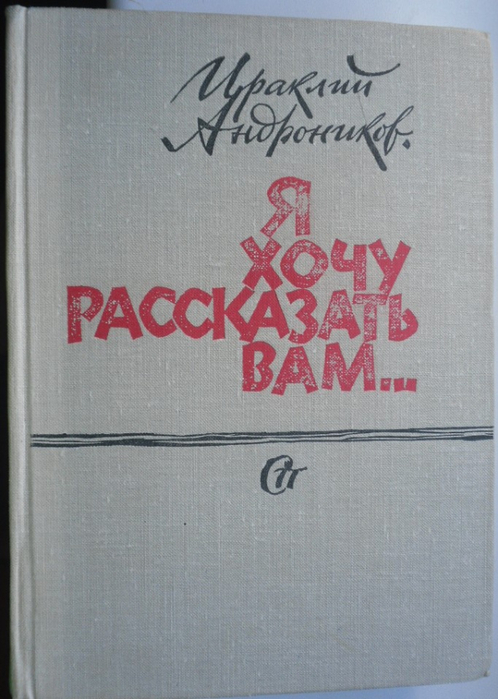 Ираклий
Андроников.
Я
ХОЧУ
РАССКАЗАТЬ
ВАМ...
СП